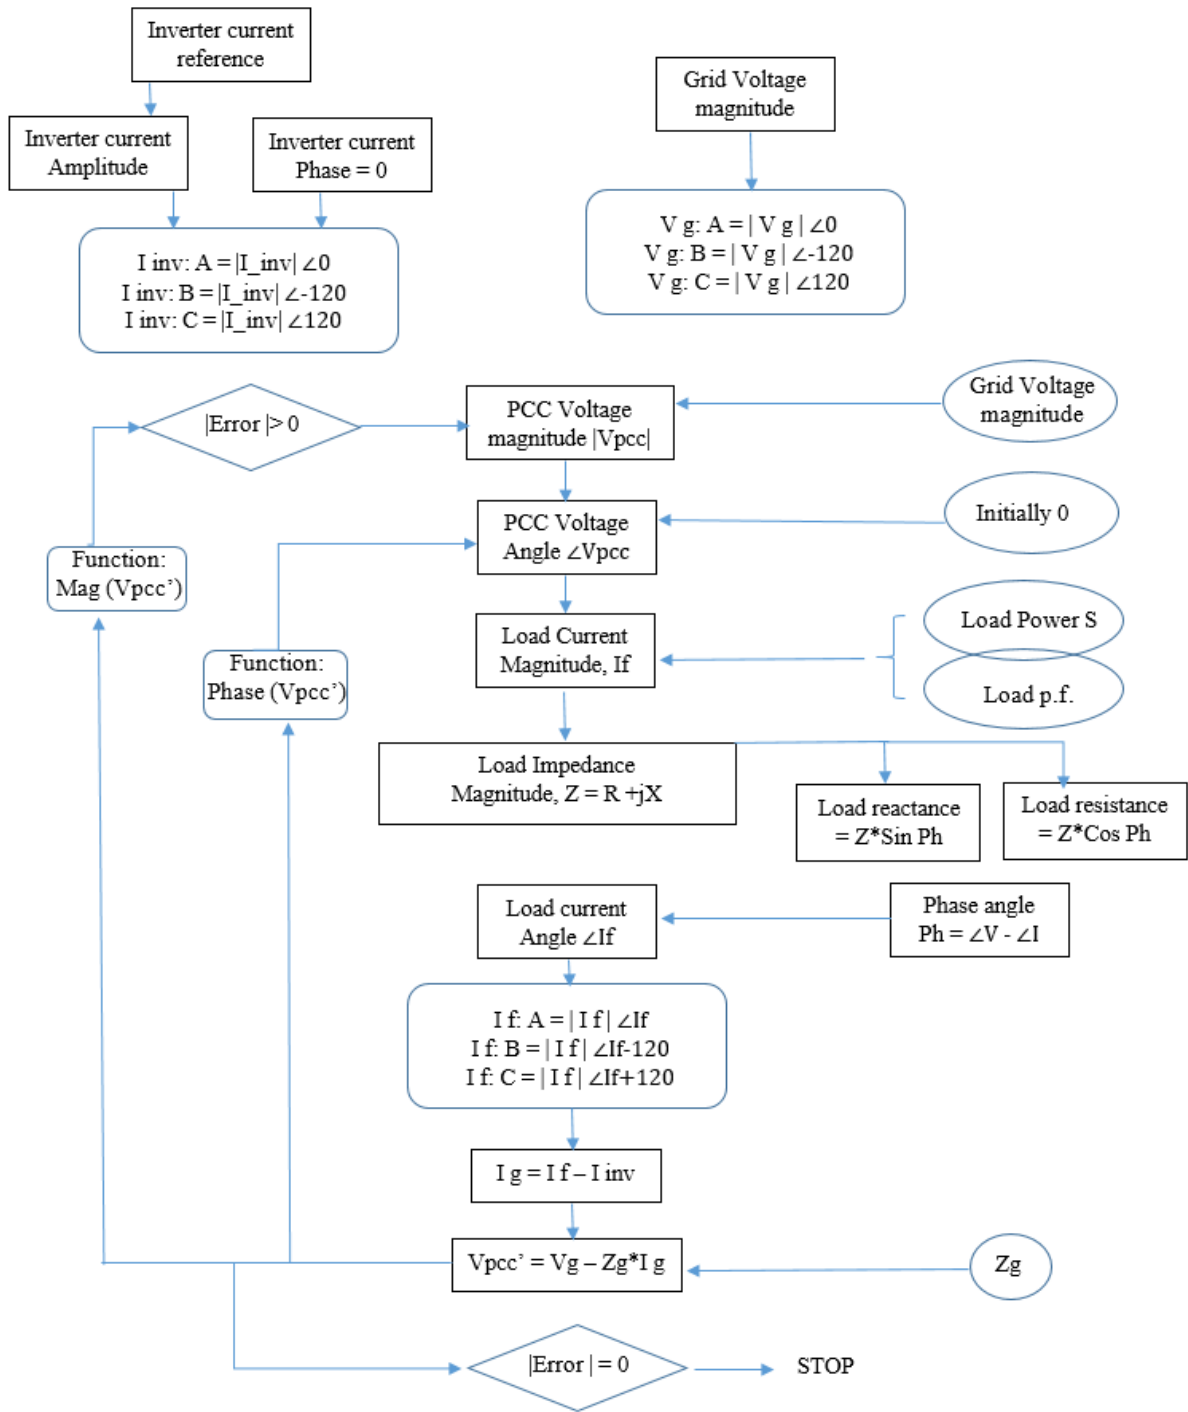 Inverter current
reference
Grid Voltage
magnitude
Inverter current
Amplitude
Inverter current
Phase = 0
I inv: A = |I_inv| ∠0
I inv: B = |I_inv| ∠-120
I inv: C = |I_inv| ∠120
V g: A = | V g | ∠0
V g: B = | V g | ∠-120
V g: C = | V g | ∠120
|Error |> 0
PCC Voltage
magnitude |Vpcc|
Grid Voltage
magnitude
PCC Voltage
Angle ∠Vpcc
Initially 0
Function:
Mag (Vpcc’)
Function:
Phase (Vpcc’)
Load Current
Magnitude, If
Load Power S
Load p.f.
Load Impedance
Magnitude, Z = R +jX
Load reactance
= Z*Sin Ph
Load resistance
= Z*Cos Ph
Load current
Angle ∠If
Phase angle
Ph = ∠V - ∠I
I f: A = | I f | ∠If
I f: B = | I f | ∠If-120
I f: C = | I f | ∠If+120
I g = I f – I inv
Vpcc’ = Vg – Zg*I g
Zg
|Error | = 0
STOP